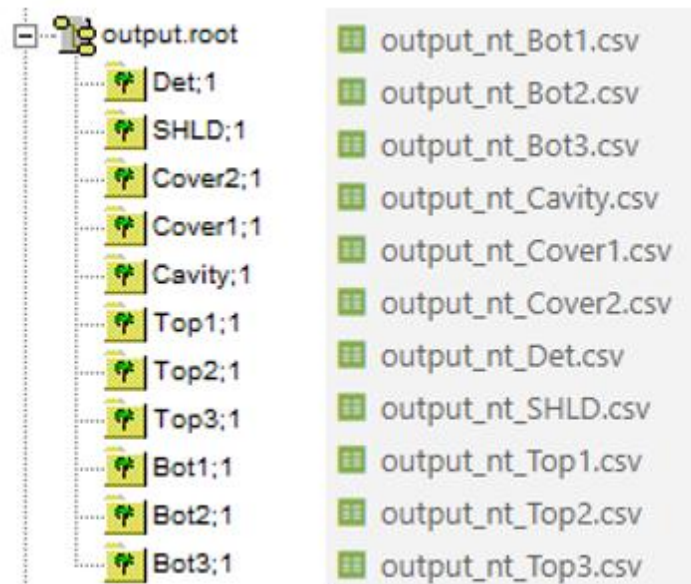 output.root
Det;1
SHLD;1
Cover2;1
Cover1;1
Cavity;1
Top1;1
Top2;1
Top3;1
Bot1;1
Bot2;1
Bot3;1
output_nt_Bot1.csv
output_nt_Bot2.csv
output_nt_Bot3.csv
output_nt_Cavity.csv
output_nt_Cover1.csv
output_nt_Cover2.csv
output_nt_Det.csv
output_nt_SHLD.csv
output_nt_Top1.csv
output_nt_Top2.csv
output_nt_Top3.csv